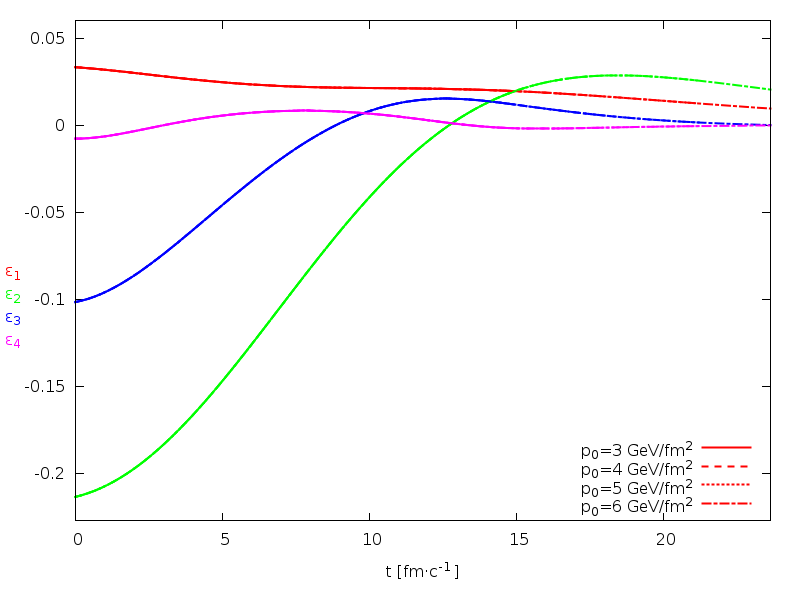 0.05
0
-0.05
-0.1
-0.15
-0.2
ε₁
ε₂
ε₃
ε₄
p₀=3 GeV/fm²
p₀=4 GeV/fm²
p₀=5 GeV/fm²
p₀=6 GeV/fm²
0 5 10 15 20
t [fm·c⁻¹]